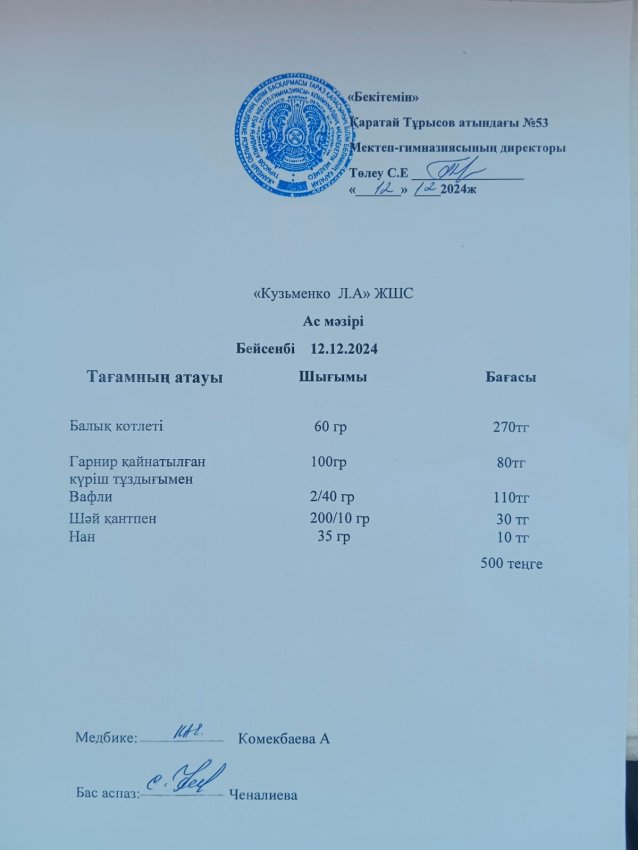 «Бекітемін»
Қаратай Тұрысов атындағы №53
Мектеп-гимназиясының директоры
Төлеу С.Е
«12» 12 2024ж
«Кузьменко Л.А» ЖШС
Ас мәзірі
Бейсенбі 12.12.2024
Тағамның атауы Шығымы Бағасы
Балық котлеті 60 гр 270тг
Гарнир қайнатылған 100гр 80тг
күріш тұздығымен
Вафли 2/40 гр 110тг
Шәй қантпен 200/10 гр 30 тг
Нан 35 гр 10 тг
500 теңге
Медбике: Комекбаева А
Бас аспаз: Ченалиева